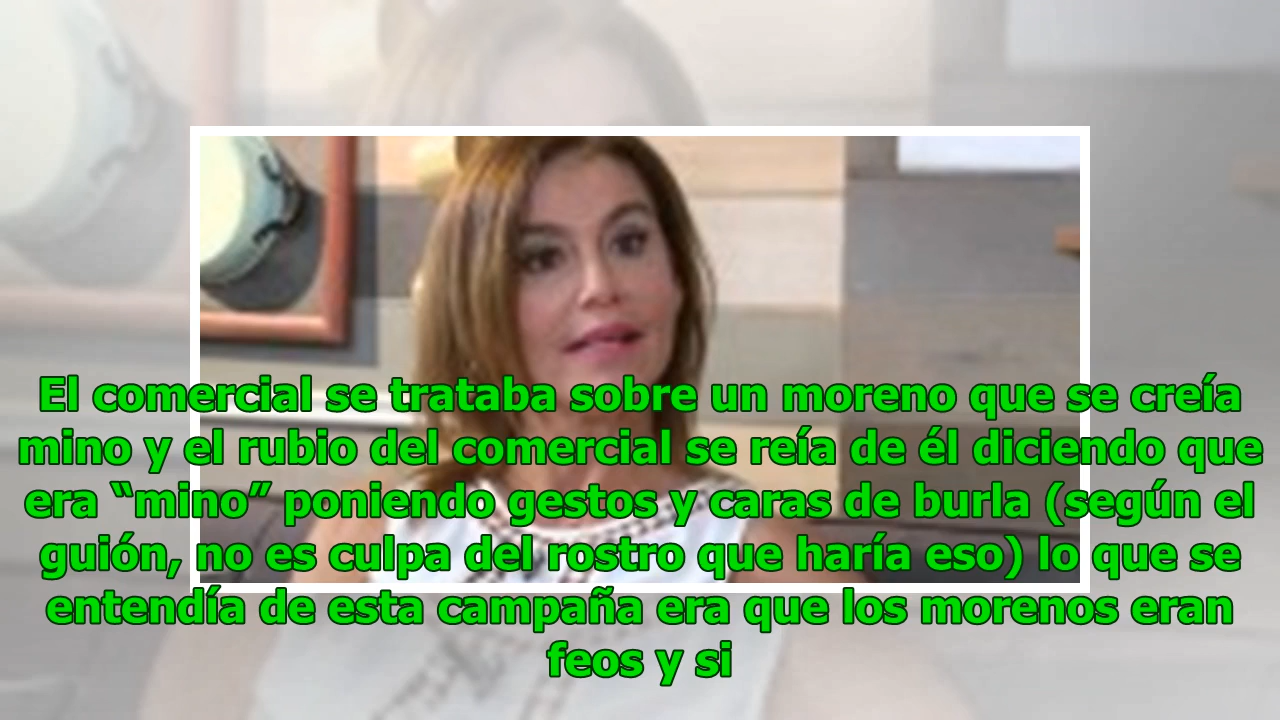 El comercial se trataba sobre un moreno que se creía
mino y el rubio del comercial se reía de él diciendo que
era “mino” poniendo gestos y caras de burla (según el
guión, no es culpa del rostro que haría eso) lo que se
entendía de esta campaña era que los morenos eran
feos y si